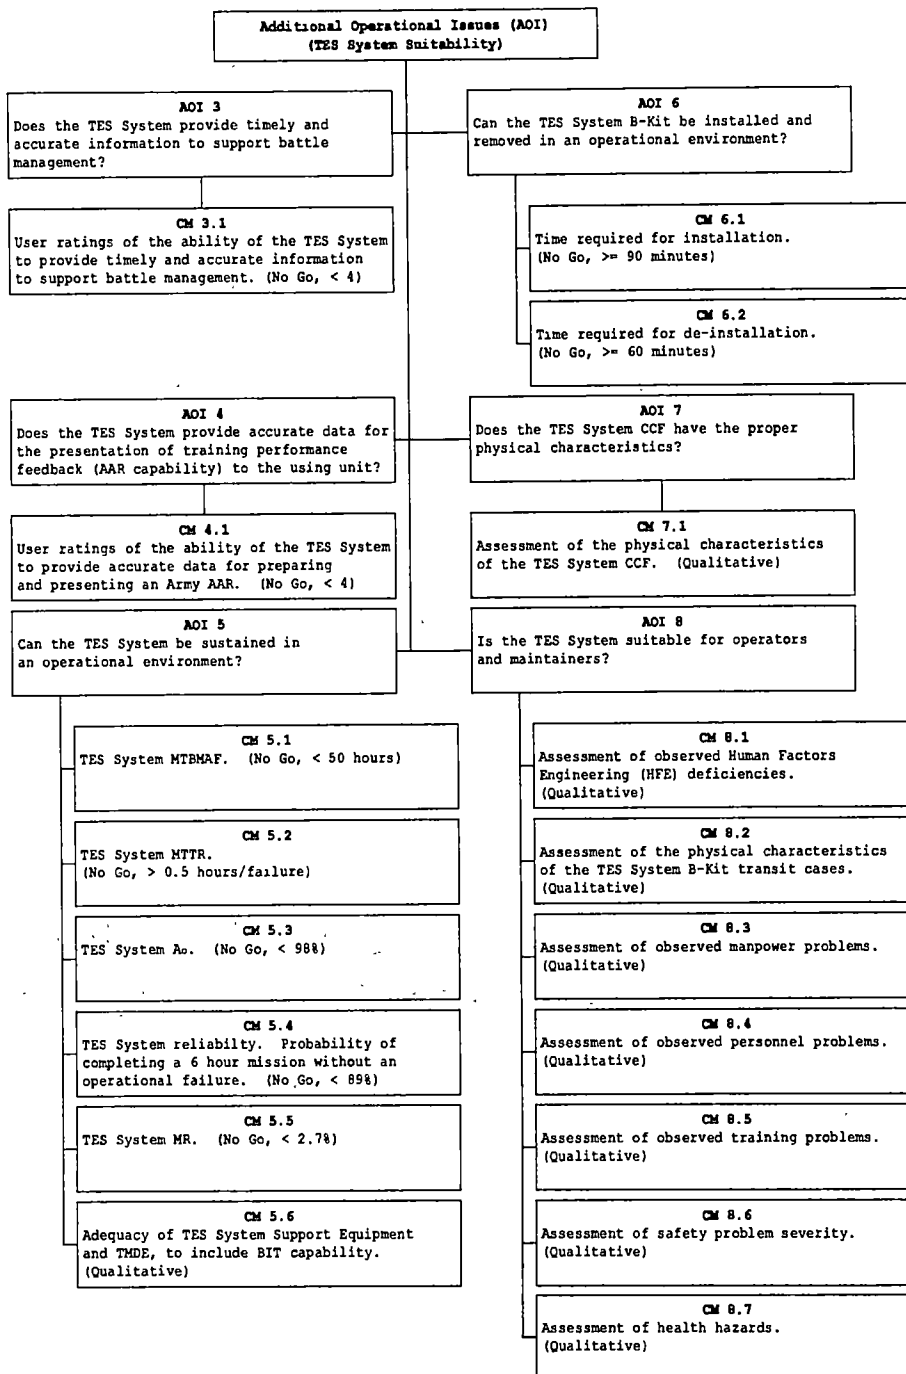 Additional Operational Issues (AOI)
(TES System Suitability)
AOI 3
Does the TES System provide timely and
accurate information to support battle
management?
CM 3.1
User ratings of the ability of the TES System
to provide timely and accurate information
to support battle management. (No Go, < 4)
AOI 4
Does the TES System provide accurate data for
the presentation of training performance
feedback (AAR capability) to the using unit?
CM 4.1
User ratings of the ability of the TES System
to provide accurate data for preparing
and presenting an Army AAR. (No Go, < 4)
AOI 5
Can the TES System be sustained in
an operational environment?
CM 5.1
TES System MTBMAF. (No Go, < 50 hours)
CM 5.2
TES System MTTR.
(No Go, > 0.5 hours/failure)
CM 5.3
TES System Ao. (No Go, < 98%)
CM 5.4
TES System reliabilty. Probability of
completing a 6 hour mission without an
operational failure. (No Go, < 89%)
CM 5.5
TES System MR. (No Go, < 2.7%)
CM 5.6
Adequacy of TES System Support Equipment
and TMDE, to include BIT capability.
(Qualitative)
AOI 6
Can the TES System B-Kit be installed and
removed in an operational environment?
CM 6.1
Time required for installation.
(No Go, >= 90 minutes)
CM 6.2
Time required for de-installation.
(No Go, >= 60 minutes)
AOI 7
Does the TES System CCF have the proper
physical characteristics?
CM 7.1
Assessment of the physical characteristics
of the TES System CCF. (Qualitative)
AOI 8
Is the TES System suitable for operators
and maintainers?
CM 8.1
Assessment of observed Human Factors
Engineering (HFE) deficiencies.
(Qualitative)
CM 8.2
Assessment of the physical characteristics
of the TES System B-Kit transit cases.
(Qualitative)
CM 8.3
Assessment of observed manpower problems.
(Qualitative)
CM 8.4
Assessment of observed personnel problems.
(Qualitative)
CM 8.5
Assessment of observed training problems.
(Qualitative)
CM 8.6
Assessment of safety problem severity.
(Qualitative)
CM 8.7
Assessment of health hazards.
(Qualitative)